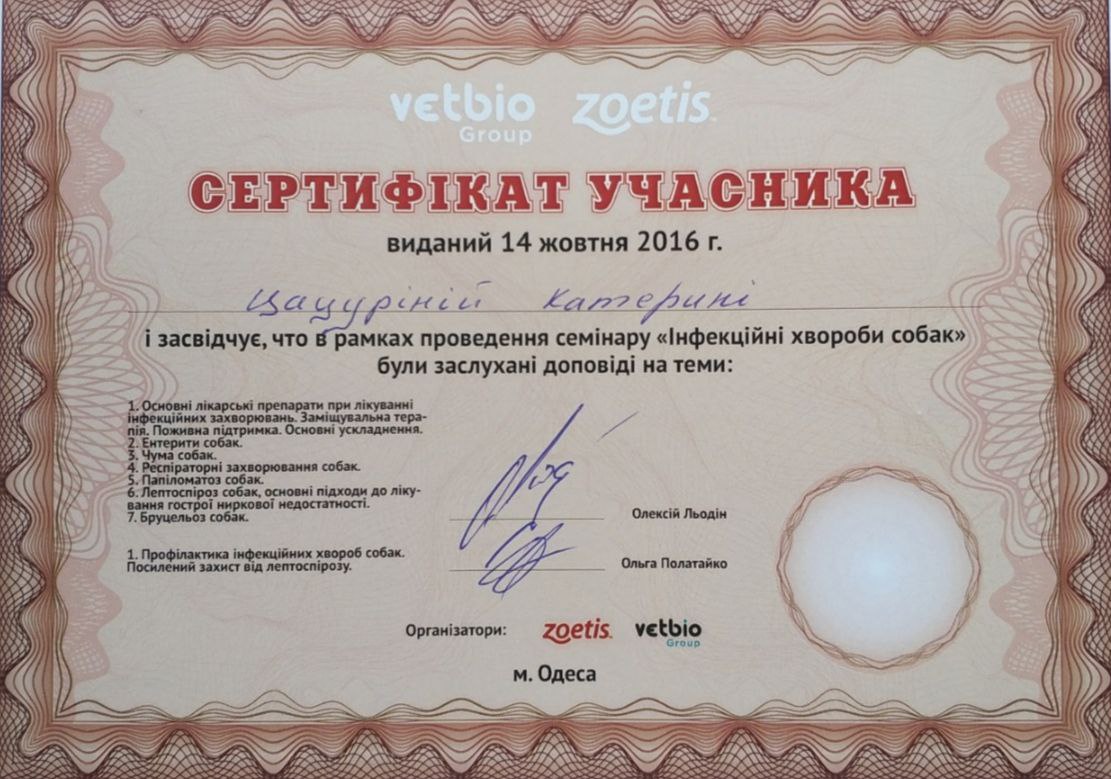 vetbio Group zoetis
СЕРТИФІКАТ УЧАСНИКА
виданий 14 жовтня 2016 г.
Цацуріній Катерині
і засвідчує, что в рамках проведення семінару «Інфекційні хвороби собак»
були заслухані доповіді на теми:
1. Основні лікарські препарати при лікуванні
інфекційних захворювань. Заміщувальна тера-
пія. Поживна підтримка. Основні ускладнення.
2. Ентерити собак.
3. Чума собак.
4. Респіраторні захворювання собак.
5. Папіломатоз собак.
6. Лептоспіроз собак, основні підходи до ліку-
вання гострої ниркової недостатності.
7. Бруцельоз собак.
Олексій Льодін
1. Профілактика інфекційних хвороб собак.
Посилений захист від лептоспірозу.
Ольга Полатайко
Організатори: zoetis vetbio Group
м. Одеса